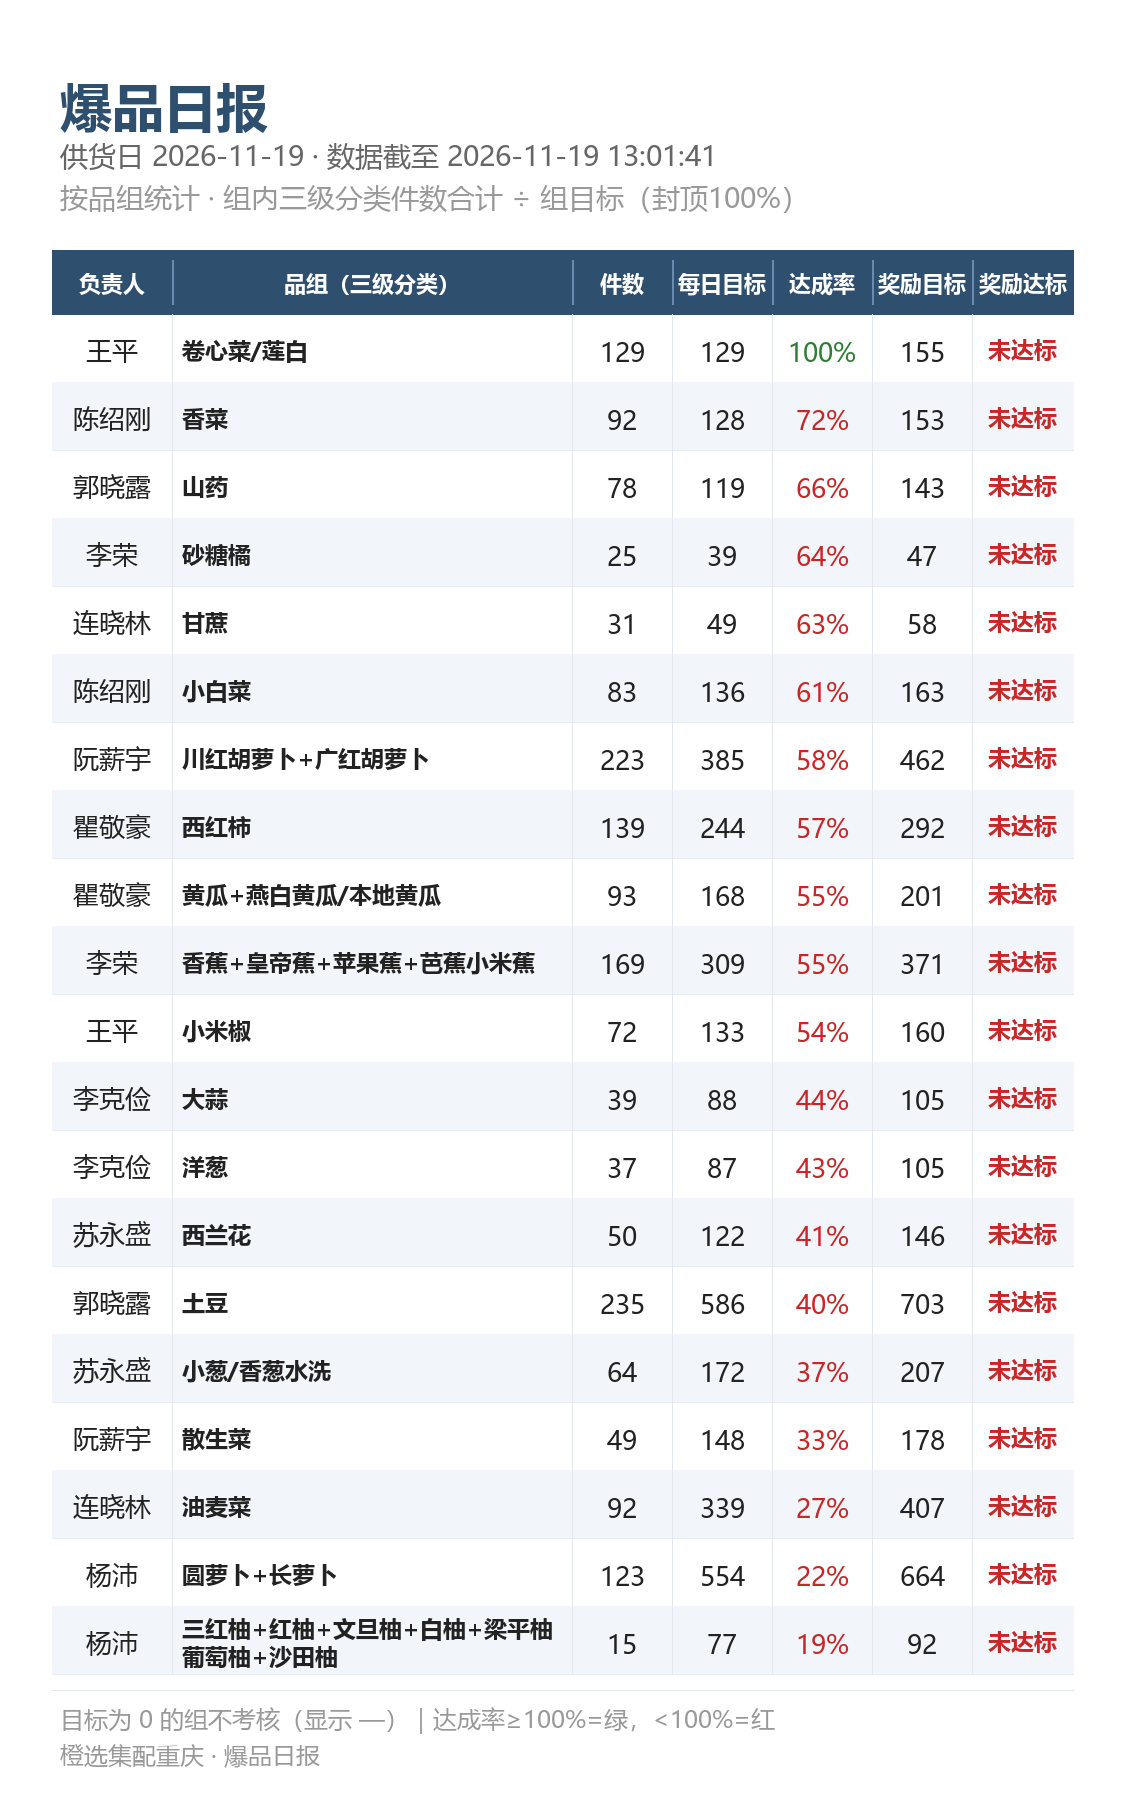 爆品日报
供货日 2026-11-19 · 数据截至 2026-11-19 13:01:41
按品组统计 · 组内三级分类件数合计 ÷ 组目标（封顶100%）
负责人 品组（三级分类） 件数 每日目标 达成率 奖励目标 奖励达标
王平 卷心菜/莲白 129 129 100% 155 未达标
陈绍刚 香菜 92 128 72% 153 未达标
郭晓露 山药 78 119 66% 143 未达标
李荣 砂糖橘 25 39 64% 47 未达标
连晓林 甘蔗 31 49 63% 58 未达标
陈绍刚 小白菜 83 136 61% 163 未达标
阮薪宇 川红胡萝卜+广红胡萝卜 223 385 58% 462 未达标
瞿敬豪 西红柿 139 244 57% 292 未达标
瞿敬豪 黄瓜+燕白黄瓜/本地黄瓜 93 168 55% 201 未达标
李荣 香蕉+皇帝蕉+苹果蕉+芭蕉小米蕉 169 309 55% 371 未达标
王平 小米椒 72 133 54% 160 未达标
李克俭 大蒜 39 88 44% 105 未达标
李克俭 洋葱 37 87 43% 105 未达标
苏永盛 西兰花 50 122 41% 146 未达标
郭晓露 土豆 235 586 40% 703 未达标
苏永盛 小葱/香葱水洗 64 172 37% 207 未达标
阮薪宇 散生菜 49 148 33% 178 未达标
连晓林 油麦菜 92 339 27% 407 未达标
杨沛 圆萝卜+长萝卜 123 554 22% 664 未达标
杨沛 三红柚+红柚+文旦柚+白柚+梁平柚
葡萄柚+沙田柚 15 77 19% 92 未达标
目标为 0 的组不考核（显示 —）｜达成率≥100%=绿，<100%=红
橙选集配重庆 · 爆品日报